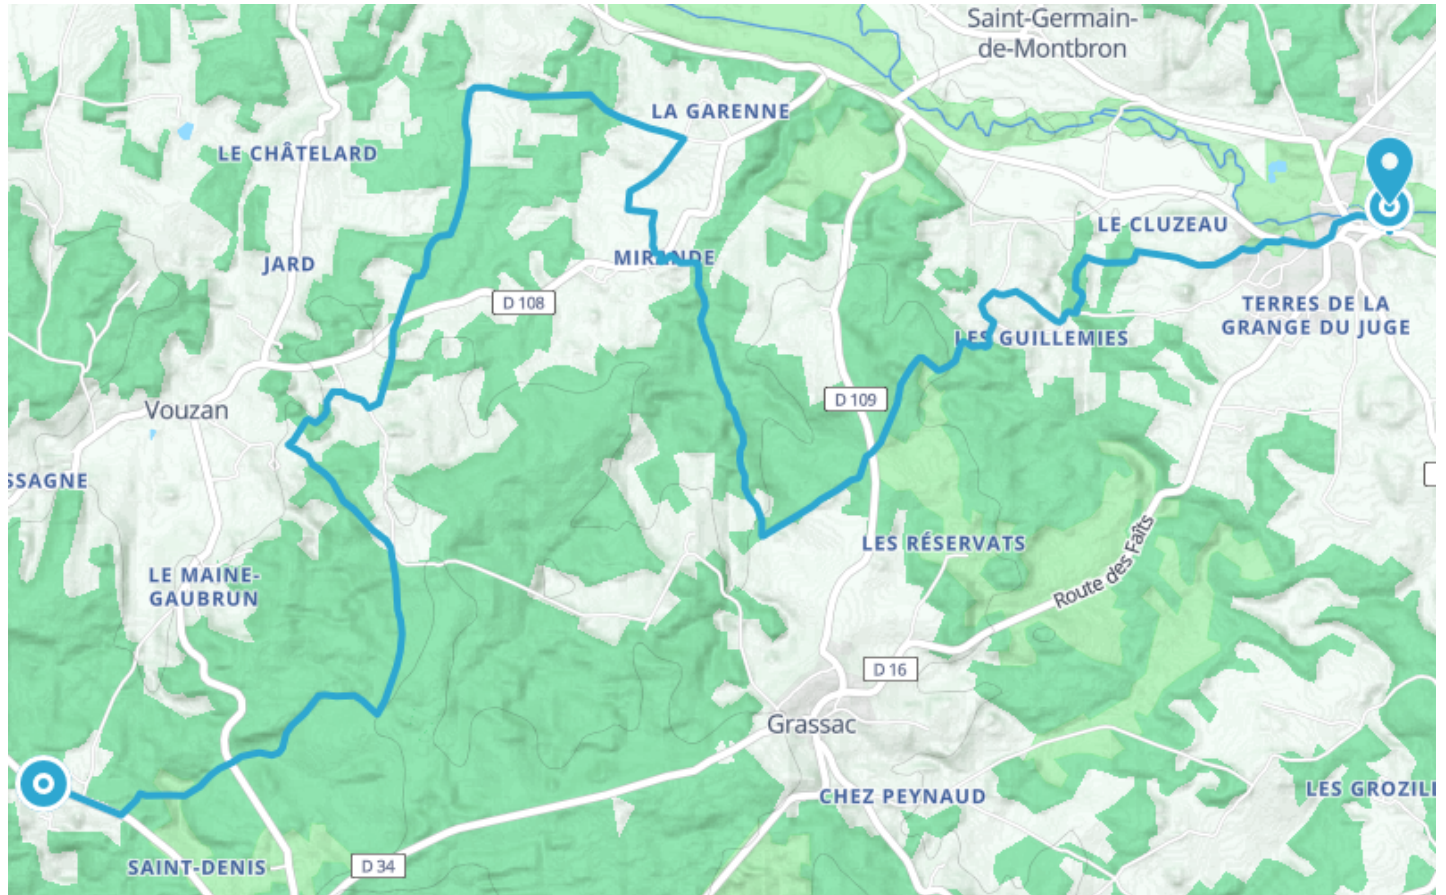 Saint-Germain-
de-Montbron
LA GARENNE
LE CHÂTELARD
LE CLUZEAU
JARD
MIRANDE
D 108
TERRES DE LA
GRANGE DU JUGE
LES GUILLEMIES
D 109
Vouzan
SSAGNE
LES RÉSERVATS
Route des Faîts
LE MAINE-
GAUBRUN
D 16
Grassac
CHEZ PEYNAUD
LES GROZILI
SAINT-DENIS
D 34